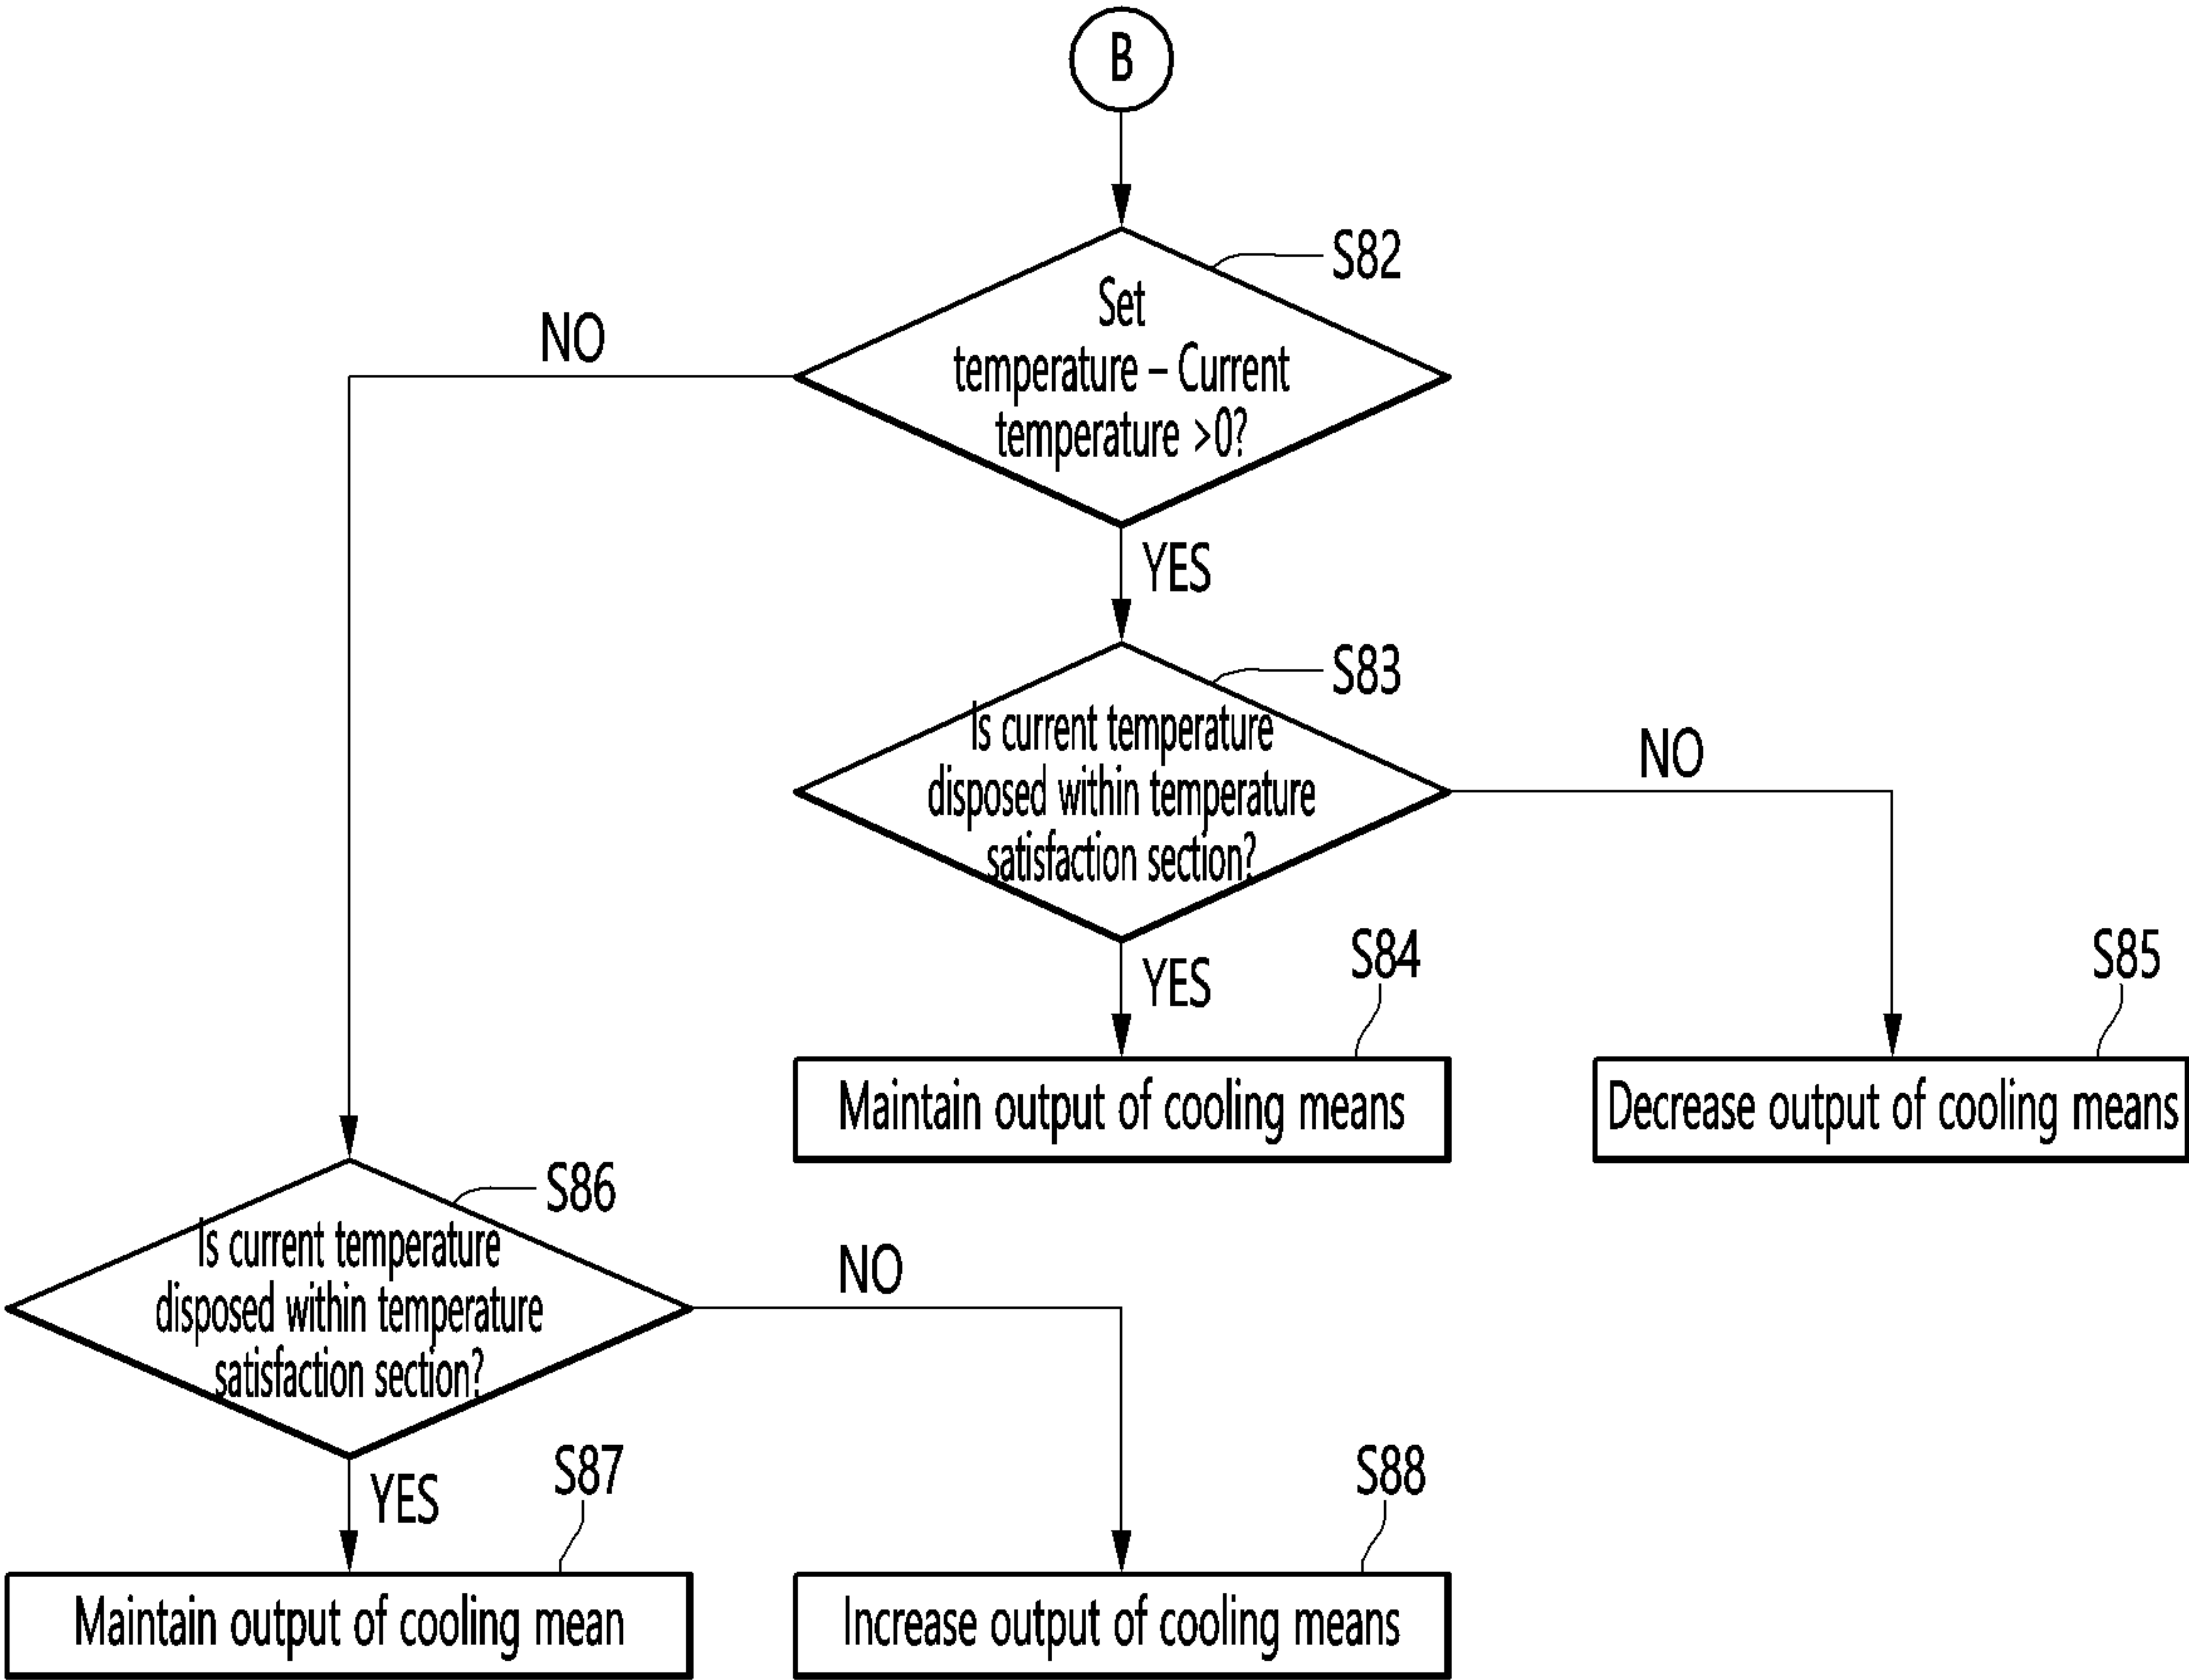 B
S82
Set
temperature – Current
temperature >0?
NO
YES
S83
Is current temperature
disposed within temperature
satisfaction section?
NO
YES
S84
Maintain output of cooling means
S85
Decrease output of cooling means
S86
Is current temperature
disposed within temperature
satisfaction section?
NO
YES
S87
Maintain output of cooling mean
S88
Increase output of cooling means